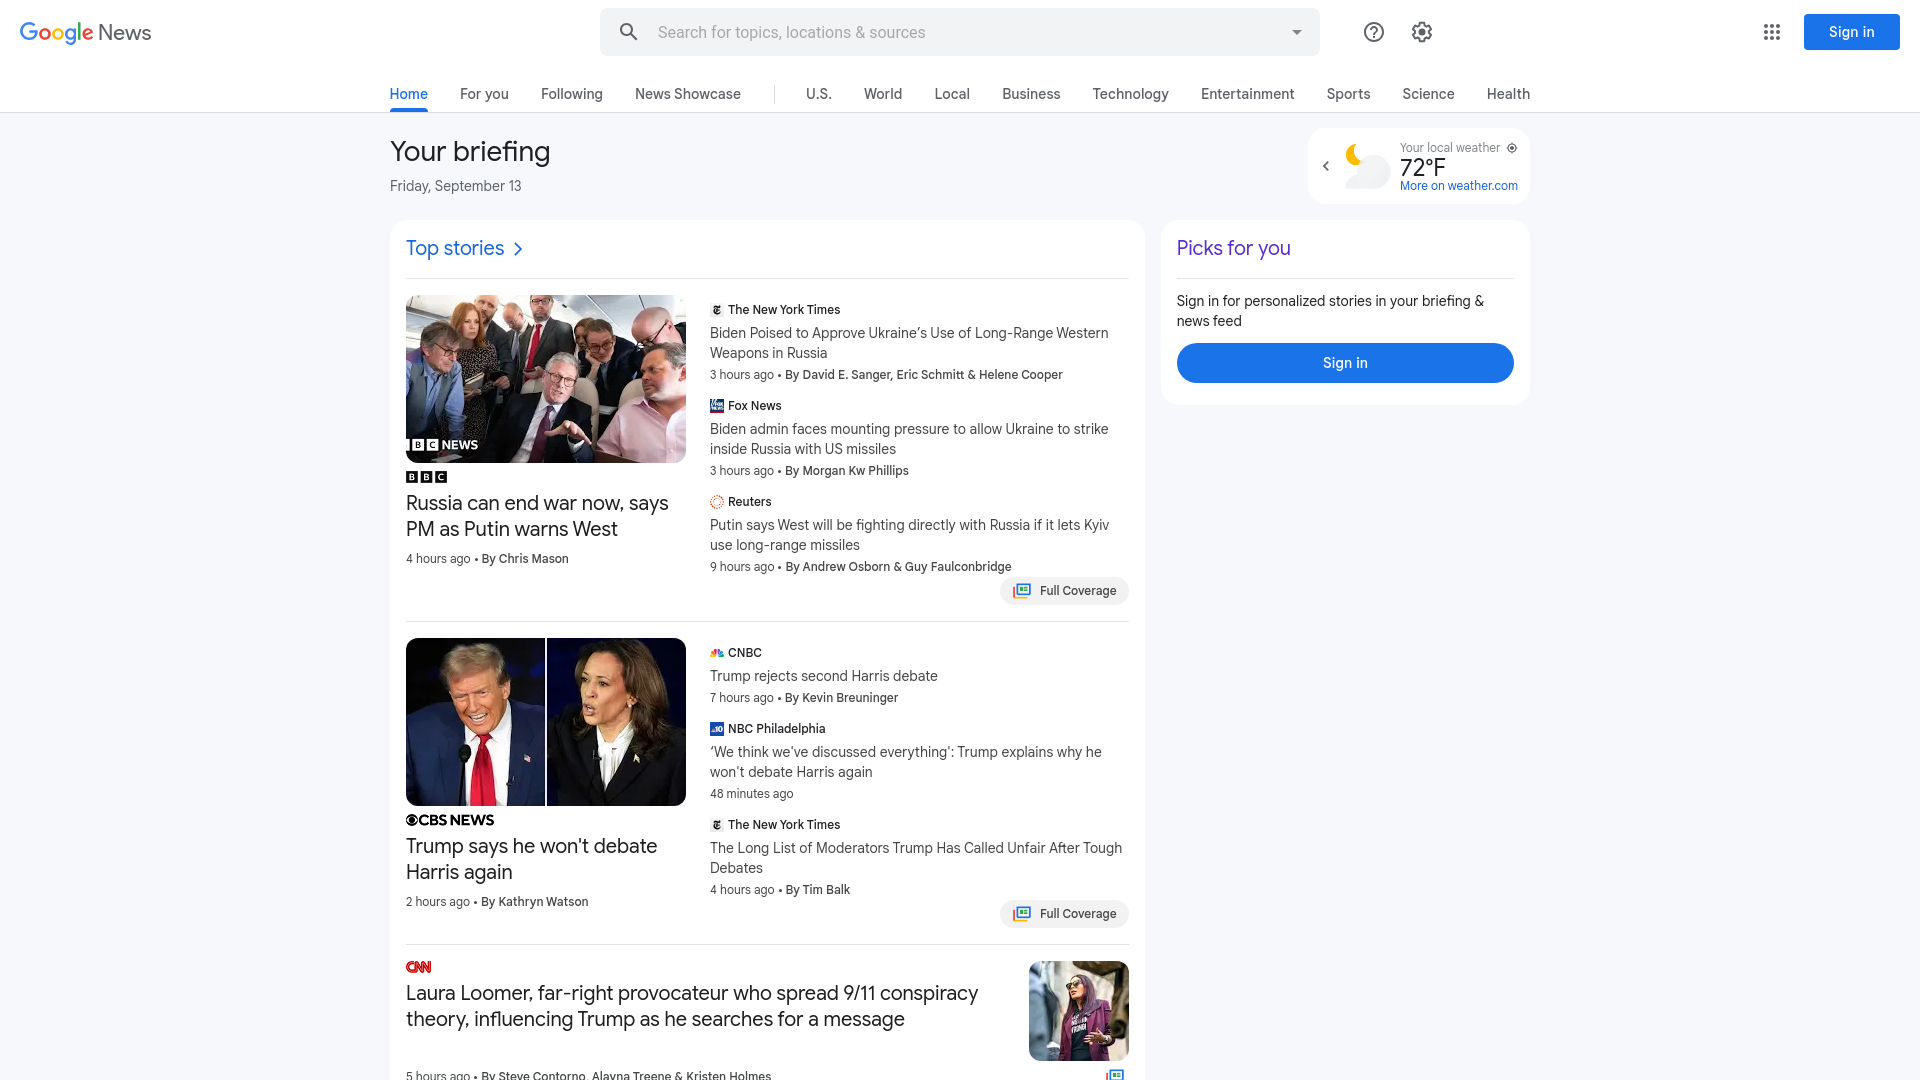 Google News
Search for topics, locations & sources
Sign in
Home
For you
Following
News Showcase
U.S.
World
Local
Business
Technology
Entertainment
Sports
Science
Health
Your briefing
Friday, September 13
Your local weather
72°F
More on weather.com
Top stories
BBC NEWS
BBC
Russia can end war now, says
PM as Putin warns West
4 hours ago • By Chris Mason
The New York Times
Biden Poised to Approve Ukraine’s Use of Long-Range Western
Weapons in Russia
3 hours ago • By David E. Sanger, Eric Schmitt & Helene Cooper
Fox News
Biden admin faces mounting pressure to allow Ukraine to strike
inside Russia with US missiles
3 hours ago • By Morgan Kw Phillips
Reuters
Putin says West will be fighting directly with Russia if it lets Kyiv
use long-range missiles
9 hours ago • By Andrew Osborn & Guy Faulconbridge
Full Coverage
CBS NEWS
Trump says he won't debate
Harris again
2 hours ago • By Kathryn Watson
CNBC
Trump rejects second Harris debate
7 hours ago • By Kevin Breuninger
NBC Philadelphia
‘We think we've discussed everything': Trump explains why he
won't debate Harris again
48 minutes ago
The New York Times
The Long List of Moderators Trump Has Called Unfair After Tough
Debates
4 hours ago • By Tim Balk
Full Coverage
CNN
Laura Loomer, far-right provocateur who spread 9/11 conspiracy
theory, influencing Trump as he searches for a message
5 hours ago • By Steve Contorno, Alayna Treene & Kristen Holmes
Picks for you
Sign in for personalized stories in your briefing &
news feed
Sign in